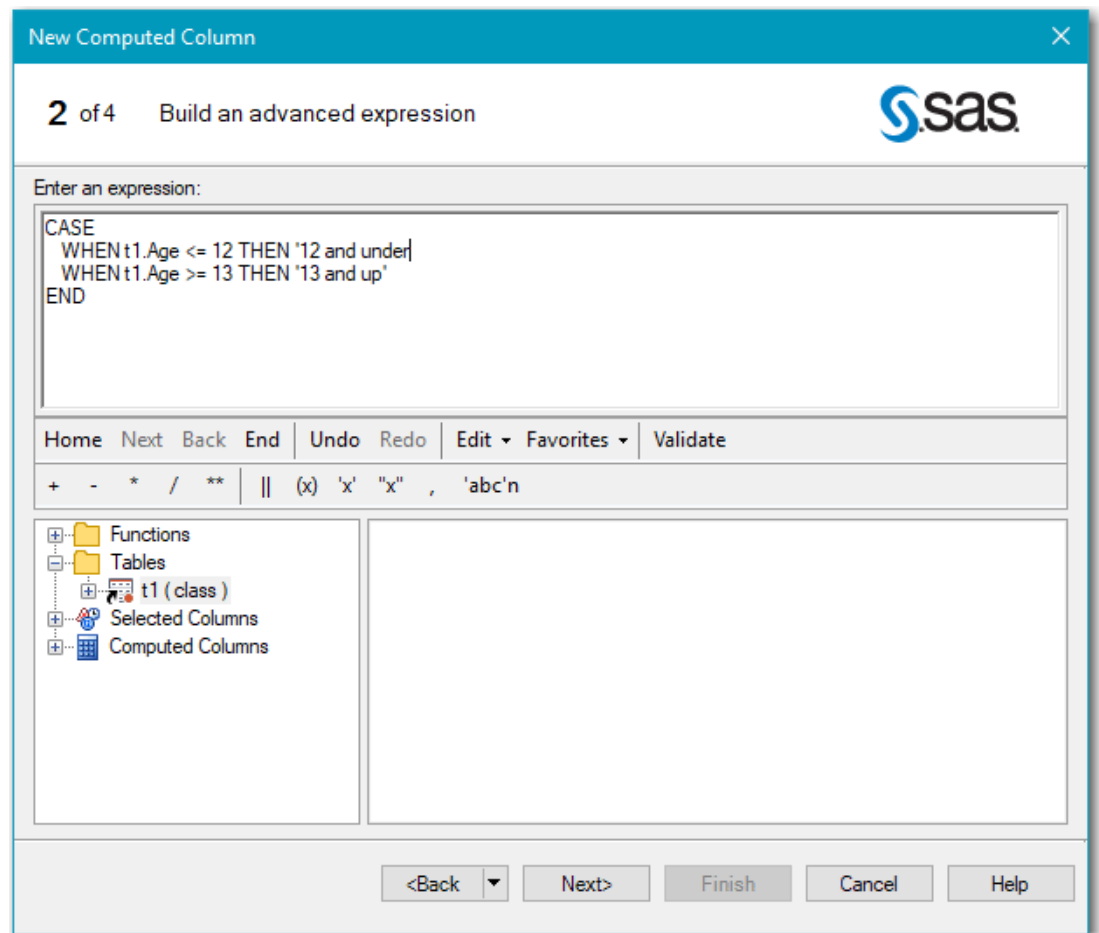 New Computed Column
2 of 4 Build an advanced expression
sas
Enter an expression:
CASE
WHEN t1.Age <= 12 THEN '12 and under
WHEN t1.Age >= 13 THEN '13 and up'
END
Home Next Back End Undo Redo Edit Favorites Validate
+ - * / ** || (x) 'x' "x" , 'abc'n
Functions
Tables
t1 ( class )
Selected Columns
Computed Columns
<Back Next> Finish Cancel Help